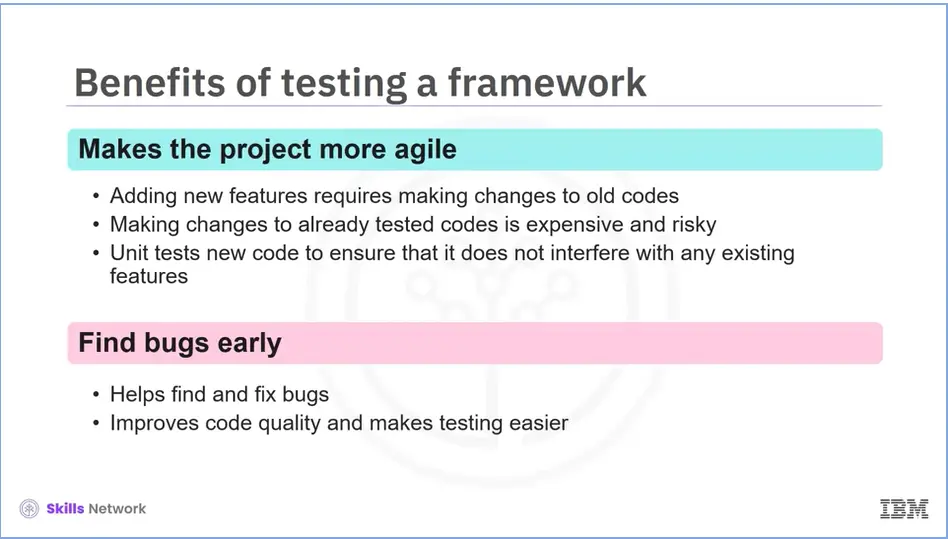 Benefits of testing a framework
Makes the project more agile
• Adding new features requires making changes to old codes
• Making changes to already tested codes is expensive and risky
• Unit tests new code to ensure that it does not interfere with any existing
features
Find bugs early
• Helps find and fix bugs
• Improves code quality and makes testing easier
Skills Network
IBM